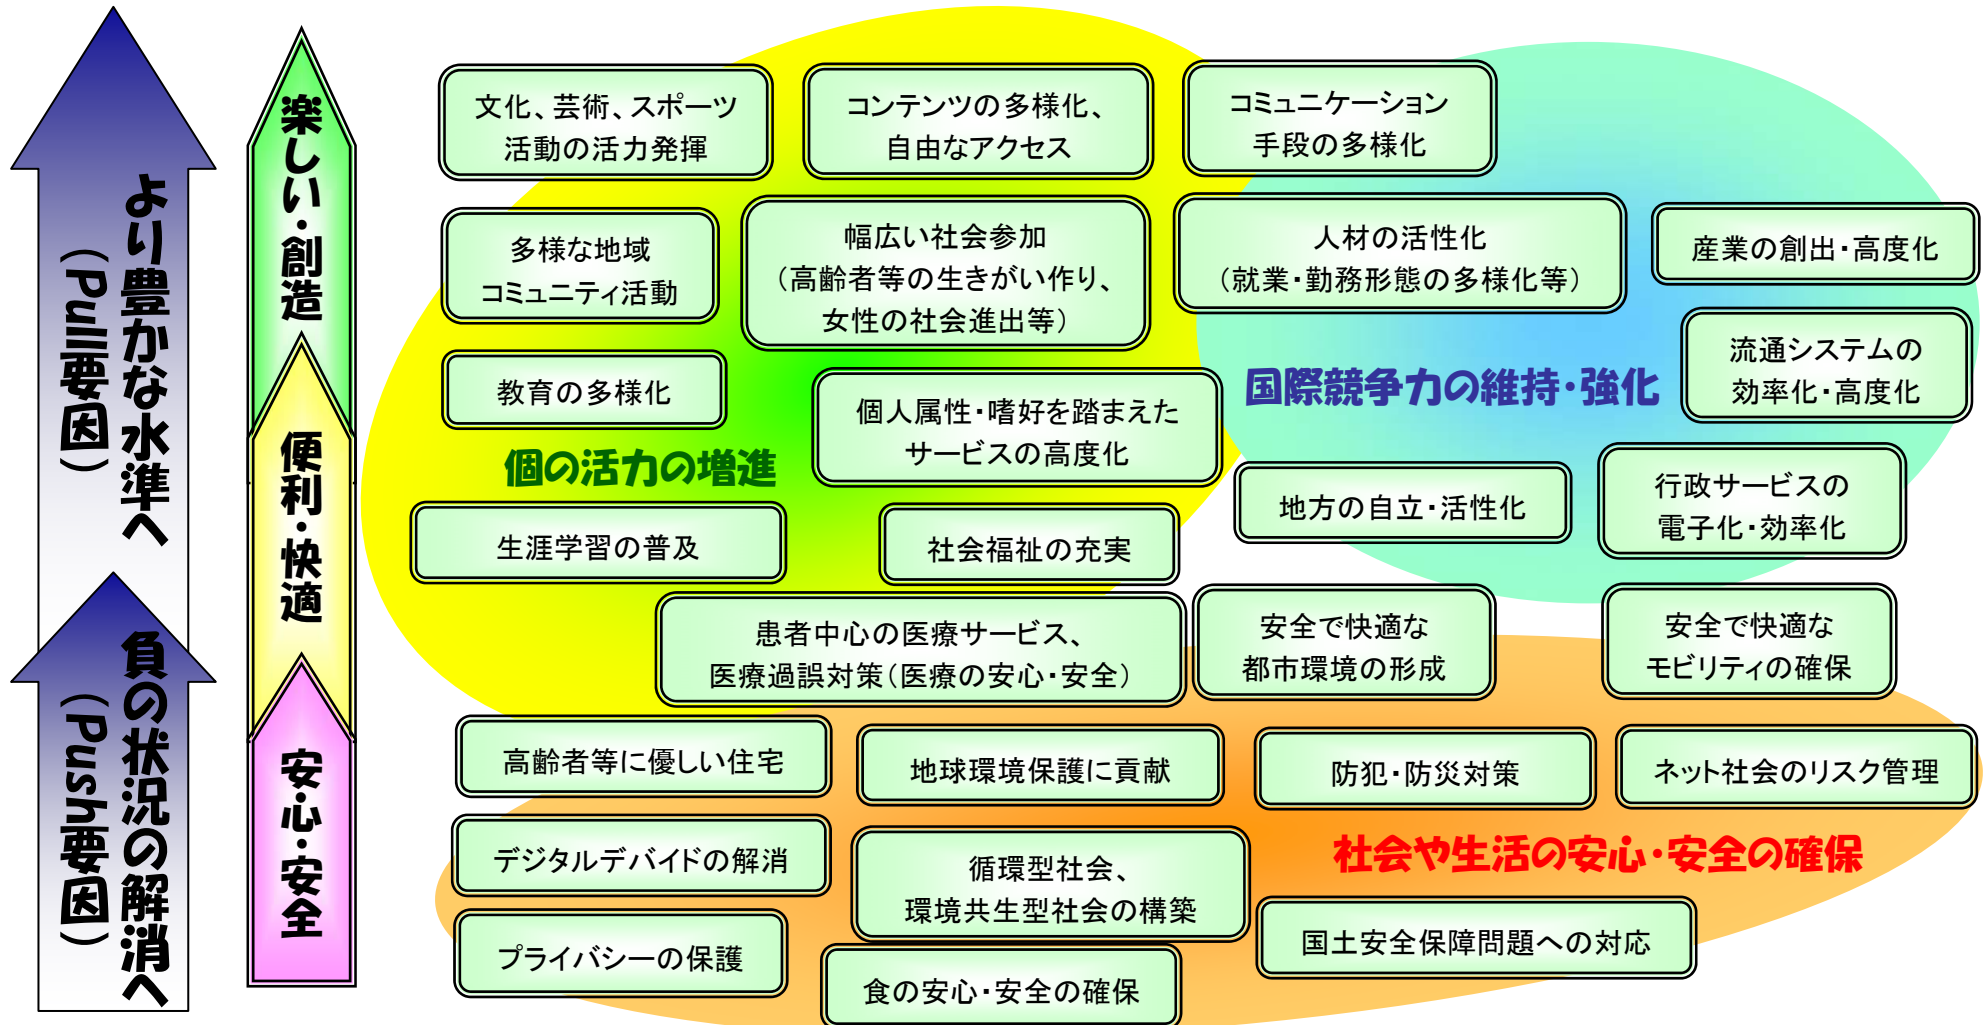 より豊かな水準へ
(Pull要因)
負の状況の解消へ
(Push要因)
楽しい・創造
便利・快適
安心・安全
文化、芸術、スポーツ
活動の活力発揮
コンテンツの多様化、
自由なアクセス
コミュニケーション
手段の多様化
多様な地域
コミュニティ活動
幅広い社会参加
(高齢者等の生きがい作り、
女性の社会進出等)
人材の活性化
(就業・勤務形態の多様化等)
産業の創出・高度化
流通システムの
効率化・高度化
教育の多様化
個人属性・嗜好を踏まえた
サービスの高度化
国際競争力の維持・強化
個の活力の増進
地方の自立・活性化
行政サービスの
電子化・効率化
生涯学習の普及
社会福祉の充実
患者中心の医療サービス、
医療過誤対策(医療の安心・安全)
安全で快適な
都市環境の形成
安全で快適な
モビリティの確保
高齢者等に優しい住宅
地球環境保護に貢献
防犯・防災対策
ネット社会のリスク管理
デジタルデバイドの解消
循環型社会、
環境共生型社会の構築
社会や生活の安心・安全の確保
プライバシーの保護
食の安心・安全の確保
国土安全保障問題への対応